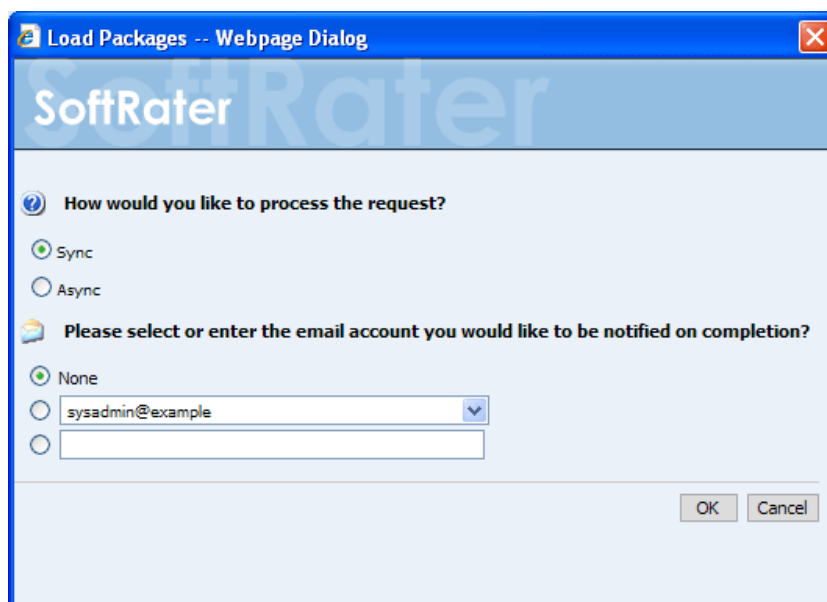 Load Packages -- Webpage Dialog
SoftRater
SoftRater
How would you like to process the request?
Sync
Async
Please select or enter the email account you would like to be notified on completion?
None
sysadmin@example
OK Cancel